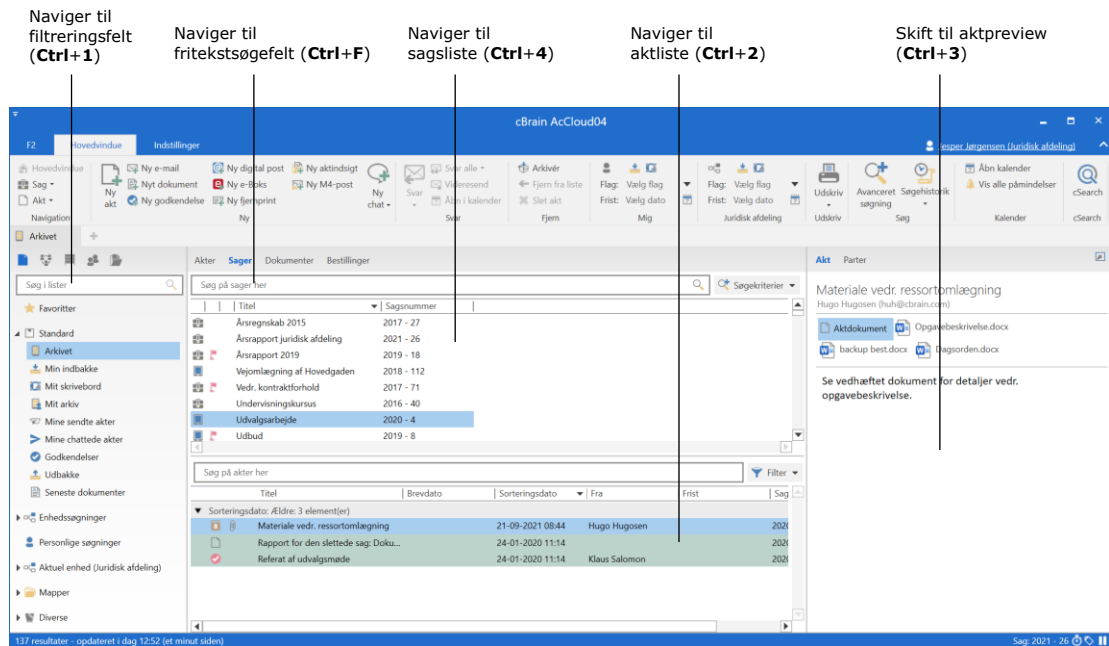 Naviger til
filtreringsfelt
(Ctrl+1)
Naviger til
fritekstsøgefelt (Ctrl+F)
Naviger til
sagsliste (Ctrl+4)
Naviger til
aktliste (Ctrl+2)
Skift til aktpreview
(Ctrl+3)
cBrain AcCloud04
F2 Hovedvindue Indstillinger
Jesper Jørgensen (Juridisk afdeling)
Hovedvindue
Sag
Akt
Navigation
Ny akt
Ny e-mail
Nyt dokument
Ny godkendelse
Ny digital post
Ny e-Boks
Ny fjernprint
Ny aktindsigt
Ny M4-post
Ny chat
Ny
Svar
Svar alle
Videresend
Åbn i kalender
Svar
Arkivér
Fjern fra liste
Slet akt
Fjern
Flag: Vælg flag
Frist: Vælg dato
Mig
Flag: Vælg flag
Frist: Vælg dato
Juridisk afdeling
Udskriv
Udskriv
Avanceret søgning
Søgehistorik
Søg
Åbn kalender
Vis alle påmindelser
Kalender
cSearch
cSearch
Arkivet +
Søg i lister
Favoritter
Standard
Arkivet
Min indbakke
Mit skrivebord
Mit arkiv
Mine sendte akter
Mine chattede akter
Godkendelser
Udbakke
Seneste dokumenter
Enhedssøgninger
Personlige søgninger
Aktuel enhed (Juridisk afdeling)
Mapper
Diverse
Akter Sager Dokumenter Bestillinger
Søg på sager her
Søgekriterier
Titel Sagsnummer
Årsregnskab 2015 2017 - 27
Årsrapport juridisk afdeling 2021 - 26
Årsrapport 2019 2019 - 18
Vejomlægning af Hovedgaden 2018 - 112
Vedr. kontraktforhold 2017 - 71
Undervisningskursus 2016 - 40
Udvalgsarbejde 2020 - 4
Udbud 2019 - 8
Søg på akter her
Filter
Titel Brevdato Sorteringsdato Fra Frist Sag
Sorteringsdato: Ældre: 3 element(er)
Materiale vedr. ressortomlægning 21-09-2021 08:44 Hugo Hugosen 202
Rapport for den slettede sag: Doku... 24-01-2020 11:14 202
Referat af udvalgsmøde 24-01-2020 11:14 Klaus Salomon 202
Akt Parter
Materiale vedr. ressortomlægning
Hugo Hugosen (huh@cbrain.com)
Aktdokument Opgavebeskrivelse.docx
backup best.docx Dagsorden.docx
Se vedhæftet dokument for detaljer vedr.
opgavebeskrivelse.
137 resultater - opdateret i dag 12:52 (et minut siden)
Sag: 2021 - 26